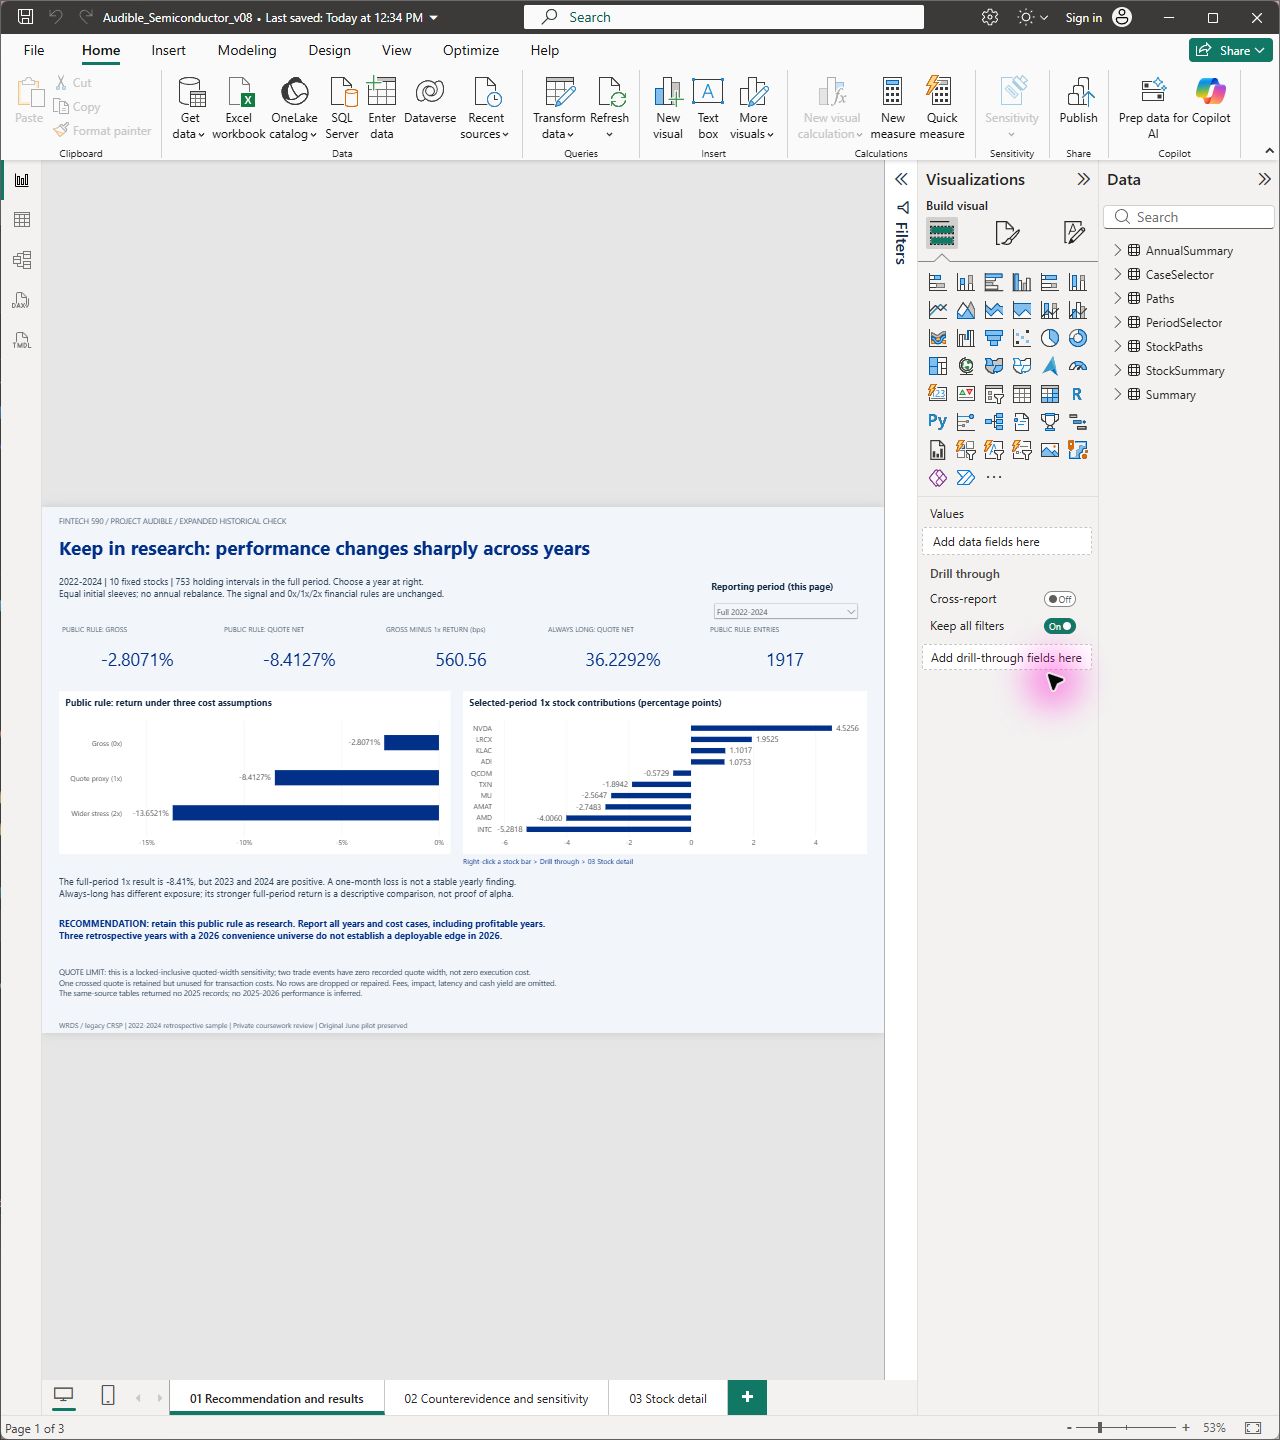 Audible_Semiconductor_v08 • Last saved: Today at 12:34 PM
Search
Sign in
File
Home
Insert
Modeling
Design
View
Optimize
Help
Share
Paste
Cut
Copy
Format painter
Clipboard
Get data
Excel workbook
OneLake catalog
SQL Server
Enter data
Dataverse
Recent sources
Data
Transform data
Refresh
Queries
New visual
Text box
More visuals
Insert
New visual calculation
New measure
Quick measure
Calculations
Sensitivity
Sensitivity
Publish
Share
Prep data for AI
Copilot
Copilot
DAX
TMDL
FINTECH 590 / PROJECT AUDIBLE / EXPANDED HISTORICAL CHECK
Keep in research: performance changes sharply across years
2022-2024 | 10 fixed stocks | 753 holding intervals in the full period. Choose a year at right.
Equal initial sleeves; no annual rebalance. The signal and 0x/1x/2x financial rules are unchanged.
Reporting period (this page)
Full 2022-2024
PUBLIC RULE: GROSS
-2.8071%
PUBLIC RULE: QUOTE NET
-8.4127%
GROSS MINUS 1x RETURN (bps)
560.56
ALWAYS LONG: QUOTE NET
36.2292%
PUBLIC RULE: ENTRIES
1917
Public rule: return under three cost assumptions
Gross (0x)
-2.8071%
Quote proxy (1x)
-8.4127%
Wider stress (2x)
-13.6521%
-15%
-10%
-5%
0%
Selected-period 1x stock contributions (percentage points)
NVDA 4.5256
LRCX 1.9525
KLAC 1.1017
ADI 1.0753
QCOM -0.5729
TXN -1.8942
MU -2.5647
AMAT -2.7483
AMD -4.0060
INTC -5.2818
-6
-4
-2
0
2
4
Right-click a stock bar > Drill through > 03 Stock detail
The full-period 1x result is -8.41%, but 2023 and 2024 are positive. A one-month loss is not a stable yearly finding.
Always-long has different exposure; its stronger full-period return is a descriptive comparison, not proof of alpha.
RECOMMENDATION: retain this public rule as research. Report all years and cost cases, including profitable years.
Three retrospective years with a 2026 convenience universe do not establish a deployable edge in 2026.
QUOTE LIMIT: this is a locked-inclusive quoted-width sensitivity; two trade events have zero recorded quote width, not zero execution cost.
One crossed quote is retained but unused for transaction costs. No rows are dropped or repaired. Fees, impact, latency and cash yield are omitted.
The same-source tables returned no 2025 records; no 2025-2026 performance is inferred.
WRDS / legacy CRSP | 2022-2024 retrospective sample | Private coursework review | Original June pilot preserved
Filters
Visualizations
Build visual
123
R
Py
Values
Add data fields here
Drill through
Cross-report
Off
Keep all filters
On
Add drill-through fields here
Data
Search
AnnualSummary
CaseSelector
Paths
PeriodSelector
StockPaths
StockSummary
Summary
01 Recommendation and results
02 Counterevidence and sensitivity
03 Stock detail
+
Page 1 of 3
- + 53%